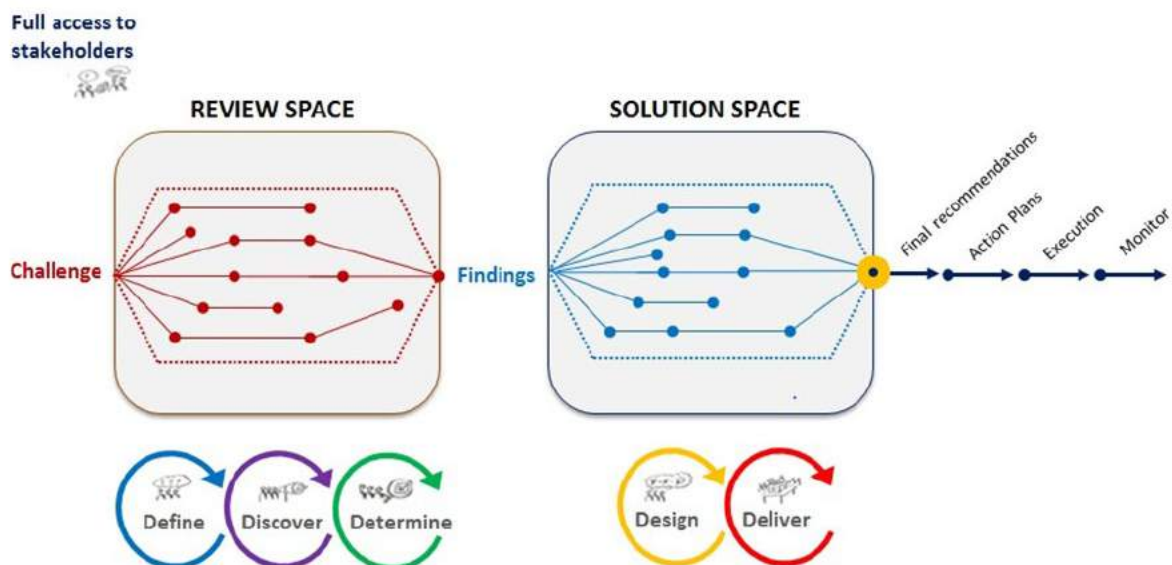 Full access to
stakeholders
REVIEW SPACE
SOLUTION SPACE
Challenge
Findings
Final recommendations
Action Plans
Execution
Monitor
Define
Discover
Determine
Design
Deliver